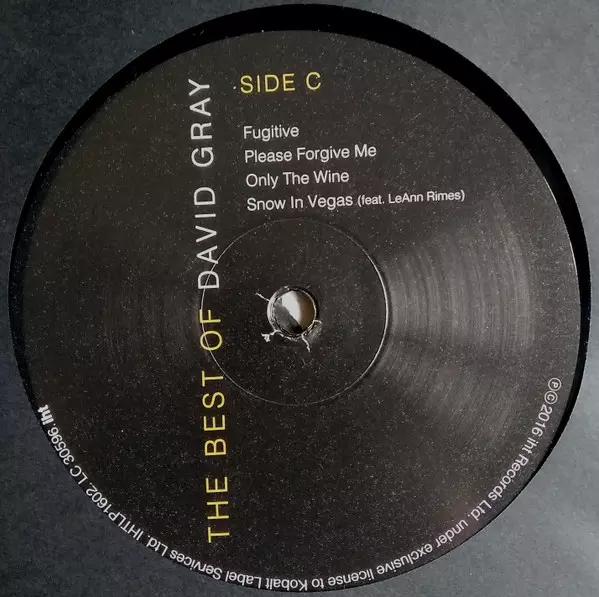 SIDE C
Fugitive
Please Forgive Me
Only The Wine
Snow In Vegas (feat. LeAnn Rimes)
THE BEST OF DAVID GRAY
ⓅⒸ 2016 iht Records Ltd. under exclusive license to Kobalt Label Services Ltd. IHTLP1602. LC 30596 iht